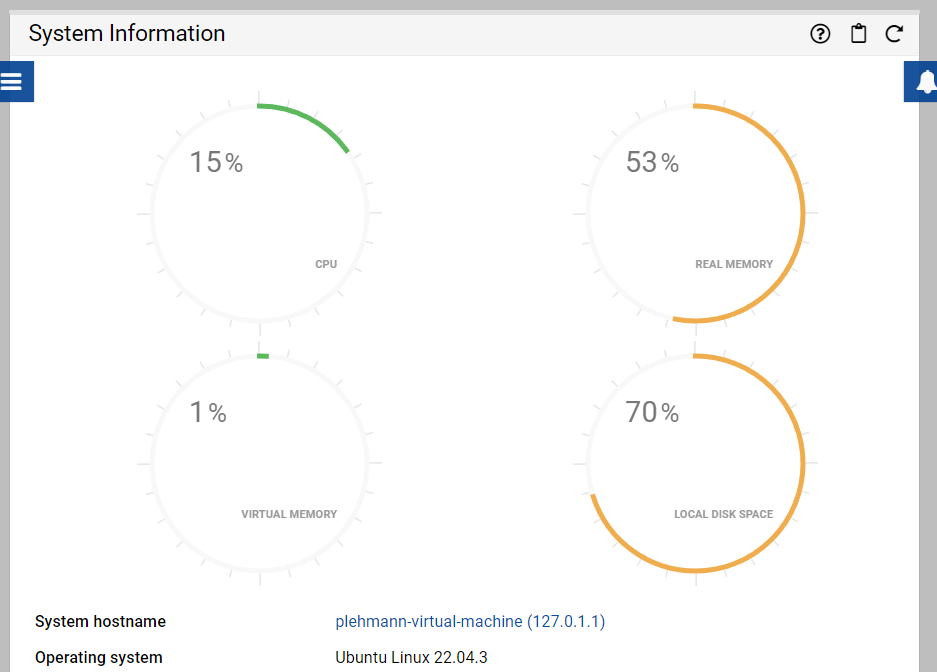 System Information
15%
CPU
53%
REAL MEMORY
1%
VIRTUAL MEMORY
70%
LOCAL DISK SPACE
System hostname plehmann-virtual-machine (127.0.1.1)
Operating system Ubuntu Linux 22.04.3